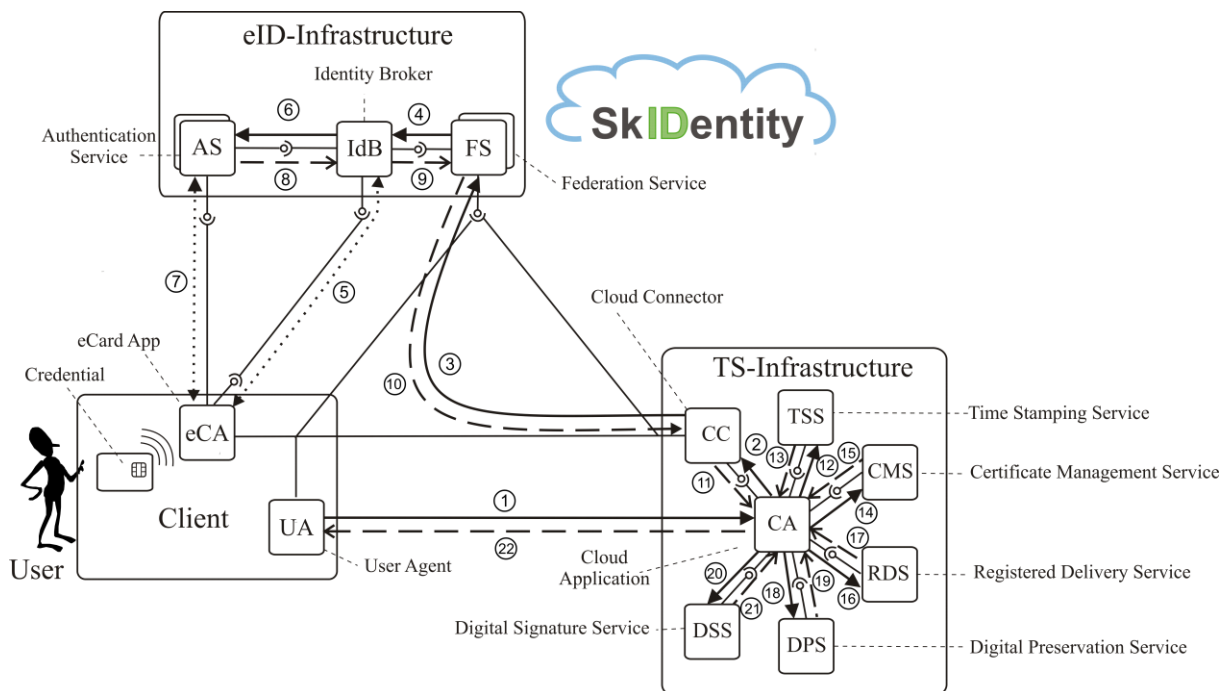 eID-Infrastructure
Identity Broker
SkIDentity
Authentication
Service
AS
⑥
⑧
IdB
④
⑨
FS
Federation Service
⑦
⑤
③
⑩
Cloud Connector
eCard App
Credential
eCA
Client
UA
User Agent
User
①
㉒
TS-Infrastructure
CC
TSS
Time Stamping Service
②
⑬
⑫
⑮
CMS
Certificate Management Service
⑪
⑭
CA
Cloud
Application
⑰
RDS
Registered Delivery Service
⑯
⑳
㉑
⑱
⑲
Digital Signature Service
DSS
DPS
Digital Preservation Service